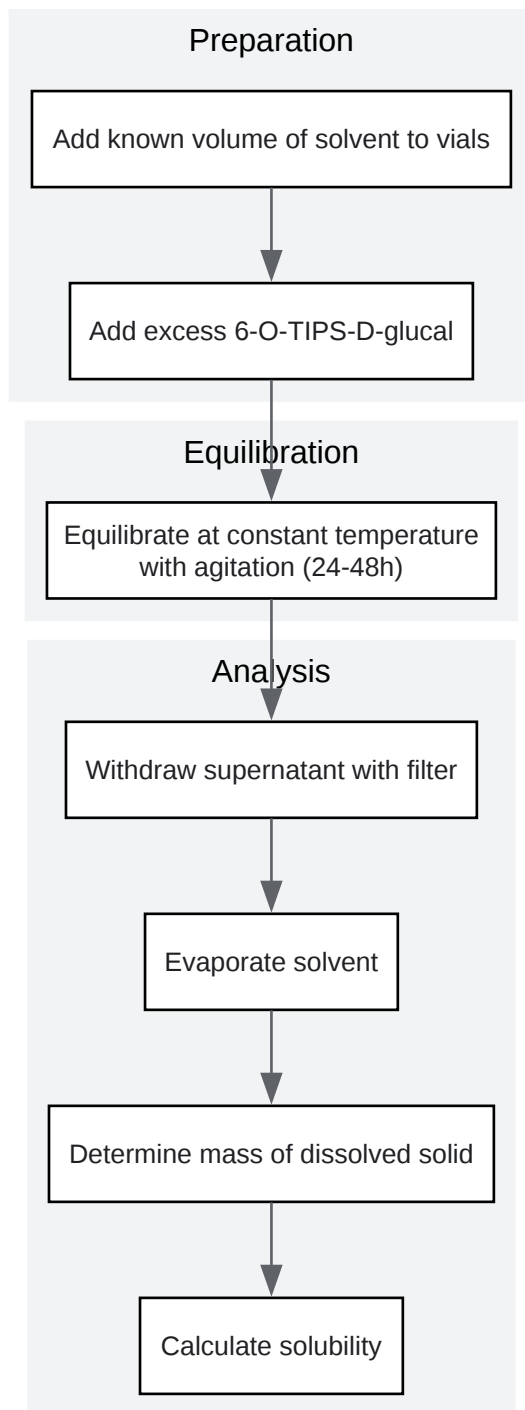 Preparation
Add known volume of solvent to vials
Add excess 6-O-TIPS-D-glucal
Equilibration
Equilibrate at constant temperature
with agitation (24-48h)
Analysis
Withdraw supernatant with filter
Evaporate solvent
Determine mass of dissolved solid
Calculate solubility